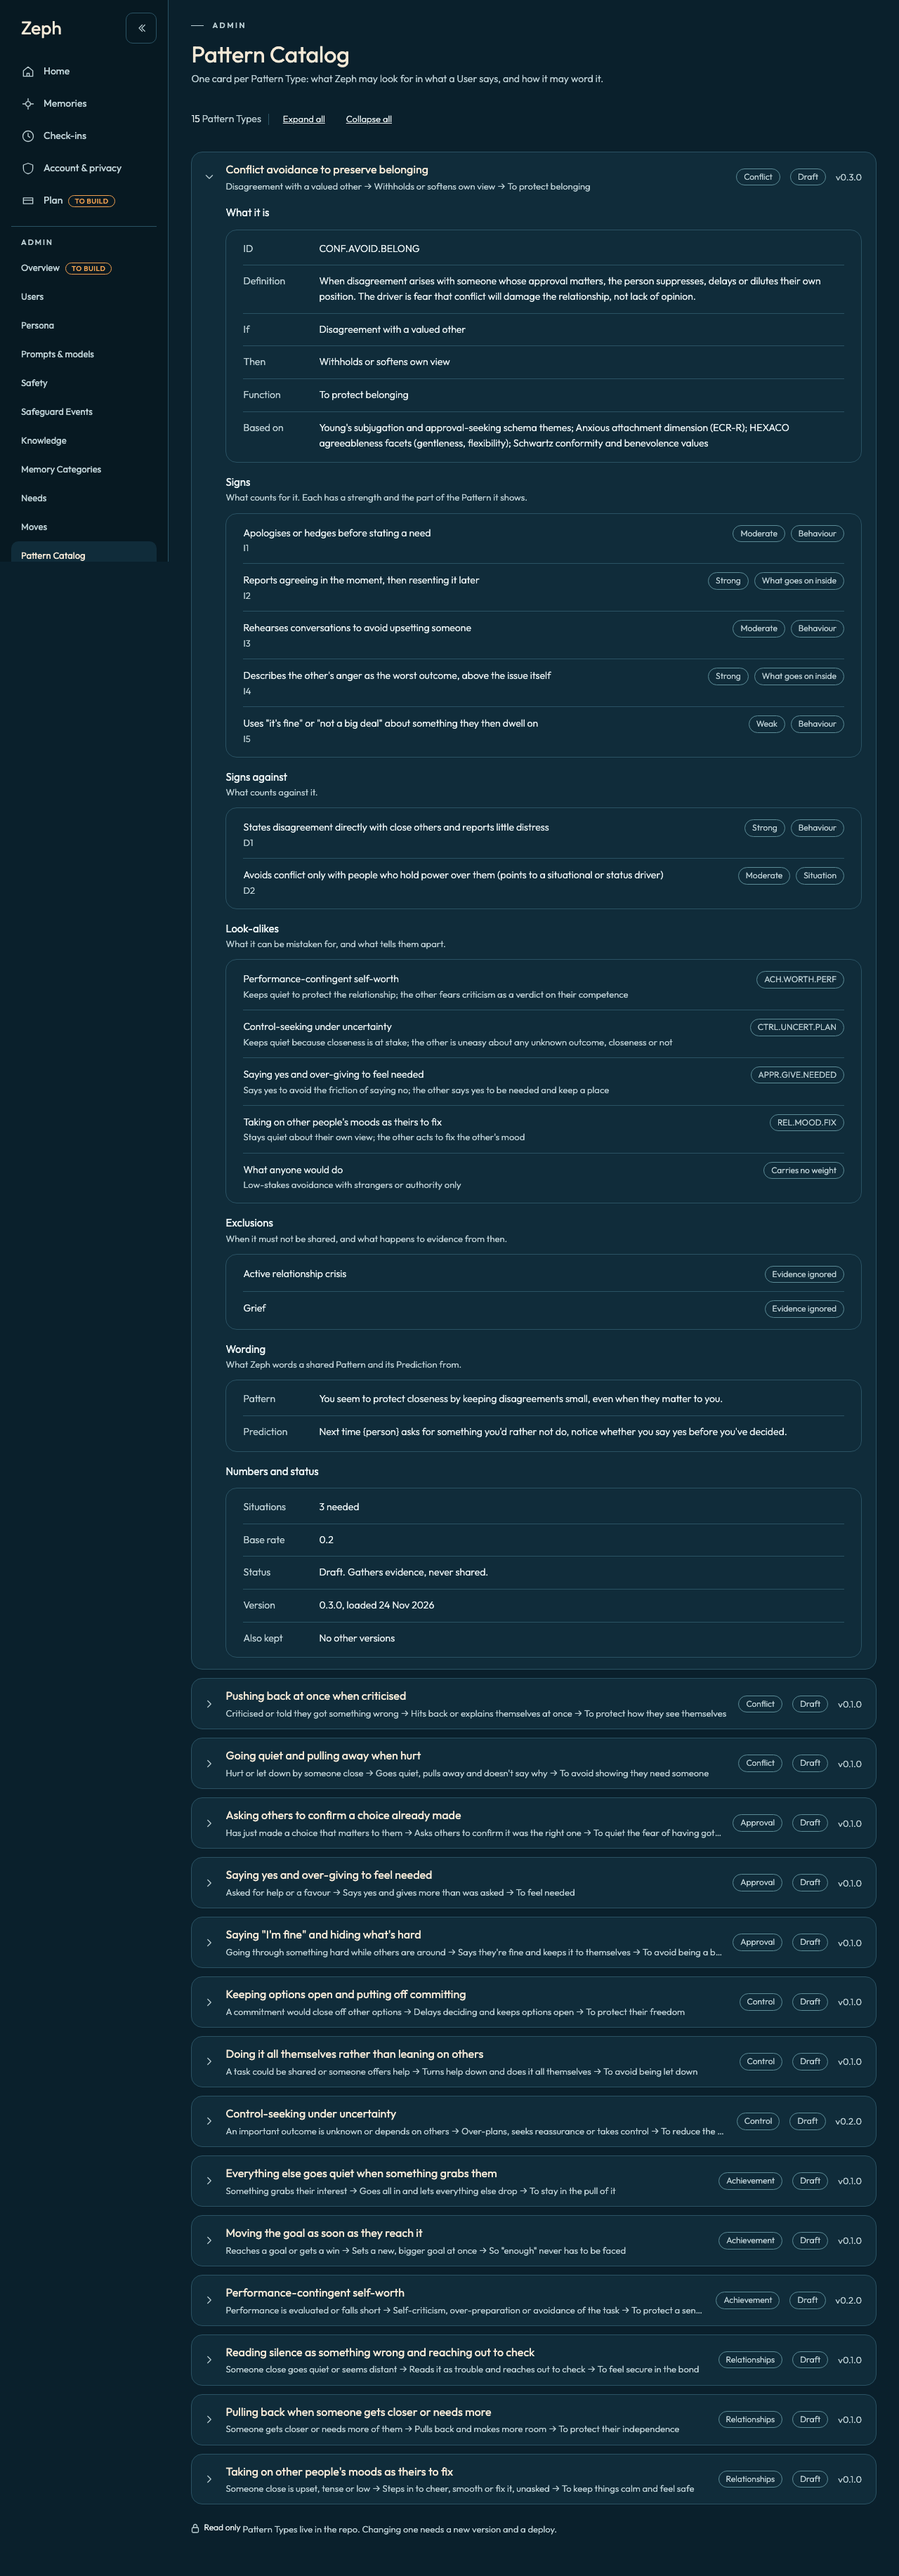 Zeph
Home
Memories
Check-ins
Account & privacy
Plan TO BUILD
ADMIN
Overview TO BUILD
Users
Persona
Prompts & models
Safety
Safeguard Events
Knowledge
Memory Categories
Needs
Moves
Pattern Catalog
ADMIN
Pattern Catalog
One card per Pattern Type: what Zeph may look for in what a User says, and how it may word it.
15 Pattern Types Expand all Collapse all
Conflict avoidance to preserve belonging
Disagreement with a valued other → Withholds or softens own view → To protect belonging
Conflict Draft v0.3.0
What it is
ID CONF.AVOID.BELONG
Definition When disagreement arises with someone whose approval matters, the person suppresses, delays or dilutes their own
position. The driver is fear that conflict will damage the relationship, not lack of opinion.
If Disagreement with a valued other
Then Withholds or softens own view
Function To protect belonging
Based on Young's subjugation and approval-seeking schema themes; Anxious attachment dimension (ECR-R); HEXACO
agreeableness facets (gentleness, flexibility); Schwartz conformity and benevolence values
Signs
What counts for it. Each has a strength and the part of the Pattern it shows.
Apologises or hedges before stating a need Moderate Behaviour
I1
Reports agreeing in the moment, then resenting it later Strong What goes on inside
I2
Rehearses conversations to avoid upsetting someone Moderate Behaviour
I3
Describes the other's anger as the worst outcome, above the issue itself Strong What goes on inside
I4
Uses "it's fine" or "not a big deal" about something they then dwell on Weak Behaviour
I5
Signs against
What counts against it.
States disagreement directly with close others and reports little distress Strong Behaviour
D1
Avoids conflict only with people who hold power over them (points to a situational or status driver) Moderate Situation
D2
Look-alikes
What it can be mistaken for, and what tells them apart.
Performance-contingent self-worth ACH.WORTH.PERF
Keeps quiet to protect the relationship; the other fears criticism as a verdict on their competence
Control-seeking under uncertainty CTRL.UNCERT.PLAN
Keeps quiet because closeness is at stake; the other is uneasy about any unknown outcome, closeness or not
Saying yes and over-giving to feel needed APPR.GIVE.NEEDED
Says yes to avoid the friction of saying no; the other says yes to be needed and keep a place
Taking on other people's moods as theirs to fix REL.MOOD.FIX
Stays quiet about their own view; the other acts to fix the other's mood
What anyone would do Carries no weight
Low-stakes avoidance with strangers or authority only
Exclusions
When it must not be shared, and what happens to evidence from then.
Active relationship crisis Evidence ignored
Grief Evidence ignored
Wording
What Zeph words a shared Pattern and its Prediction from.
Pattern You seem to protect closeness by keeping disagreements small, even when they matter to you.
Prediction Next time {person} asks for something you'd rather not do, notice whether you say yes before you've decided.
Numbers and status
Situations 3 needed
Base rate 0.2
Status Draft. Gathers evidence, never shared.
Version 0.3.0, loaded 24 Nov 2026
Also kept No other versions
Pushing back at once when criticised
Criticised or told they got something wrong → Hits back or explains themselves at once → To protect how they see themselves
Conflict Draft v0.1.0
Going quiet and pulling away when hurt
Hurt or let down by someone close → Goes quiet, pulls away and doesn't say why → To avoid showing they need someone
Conflict Draft v0.1.0
Asking others to confirm a choice already made
Has just made a choice that matters to them → Asks others to confirm it was the right one → To quiet the fear of having got...
Approval Draft v0.1.0
Saying yes and over-giving to feel needed
Asked for help or a favour → Says yes and gives more than was asked → To feel needed
Approval Draft v0.1.0
Saying "I'm fine" and hiding what's hard
Going through something hard while others are around → Says they're fine and keeps it to themselves → To avoid being a b...
Approval Draft v0.1.0
Keeping options open and putting off committing
A commitment would close off other options → Delays deciding and keeps options open → To protect their freedom
Control Draft v0.1.0
Doing it all themselves rather than leaning on others
A task could be shared or someone offers help → Turns help down and does it all themselves → To avoid being let down
Control Draft v0.1.0
Control-seeking under uncertainty
An important outcome is unknown or depends on others → Over-plans, seeks reassurance or takes control → To reduce the ...
Control Draft v0.2.0
Everything else goes quiet when something grabs them
Something grabs their interest → Goes all in and lets everything else drop → To stay in the pull of it
Achievement Draft v0.1.0
Moving the goal as soon as they reach it
Reaches a goal or gets a win → Sets a new, bigger goal at once → So "enough" never has to be faced
Achievement Draft v0.1.0
Performance-contingent self-worth
Performance is evaluated or falls short → Self-criticism, over-preparation or avoidance of the task → To protect a sen...
Achievement Draft v0.2.0
Reading silence as something wrong and reaching out to check
Someone close goes quiet or seems distant → Reads it as trouble and reaches out to check → To feel secure in the bond
Relationships Draft v0.1.0
Pulling back when someone gets closer or needs more
Someone gets closer or needs more of them → Pulls back and makes more room → To protect their independence
Relationships Draft v0.1.0
Taking on other people's moods as theirs to fix
Someone close is upset, tense or low → Steps in to cheer, smooth or fix it, unasked → To keep things calm and feel safe
Relationships Draft v0.1.0
Read only Pattern Types live in the repo. Changing one needs a new version and a deploy.